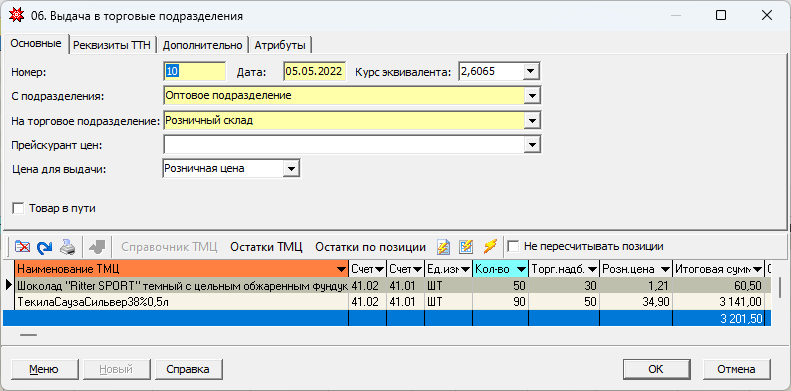 06. Выдача в торговые подразделения
Основные Реквизиты ТТН Дополнительно Атрибуты
Номер: 10 Дата: 05.05.2022 Курс эквивалента: 2,6065
С подразделения: Оптовое подразделение
На торговое подразделение: Розничный склад
Прейскурант цен:
Цена для выдачи: Розничная цена
Товар в пути
Справочник ТМЦ Остатки ТМЦ Остатки по позиции Не пересчитывать позиции
Наименование ТМЦ Счет Счет Ед.изм Кол-во Торг.надб. Розн.цена Итоговая сумм
Шоколад "Ritter SPORT" темный с цельным обжаренным фундук 41.02 41.01 ШТ 50 30 1,21 60,50
ТекилаСаузаСильвер38%0,5л 41.02 41.01 ШТ 90 50 34,90 3 141,00
3 201,50
Меню Новый Справка ОК Отмена